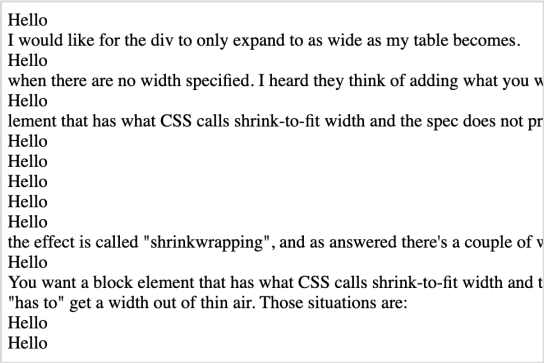 Hello
I would like for the div to only expand to as wide as my table becomes.
Hello
when there are no width specified. I heard they think of adding what you
Hello
lement that has what CSS calls shrink-to-fit width and the spec does not
Hello
Hello
Hello
Hello
Hello
the effect is called "shrinkwrapping", and as answered there's a couple of
Hello
You want a block element that has what CSS calls shrink-to-fit width and
"has to" get a width out of thin air. Those situations are:
Hello
Hello